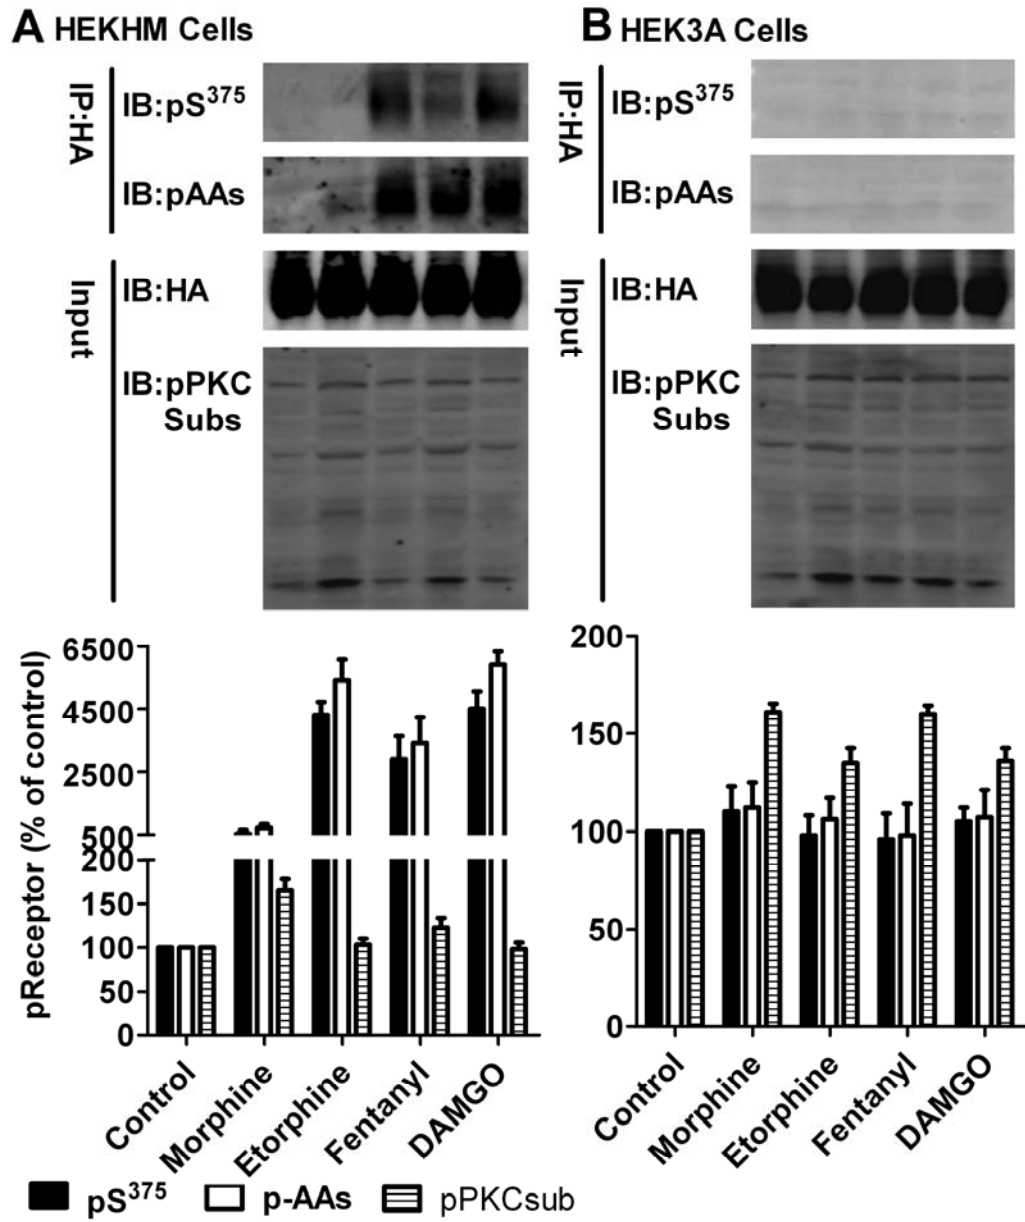 A HEKHM Cells
IP:HA
IB:pS375
IB:pAAs
Input
IB:HA
IB:pPKC
Subs
B HEK3A Cells
IP:HA
IB:pS375
IB:pAAs
Input
IB:HA
IB:pPKC
Subs
pReceptor (% of control)
6500
4500
2500
500
200
150
100
50
0
Control
Morphine
Etorphine
Fentanyl
DAMGO
200
150
100
50
0
Control
Morphine
Etorphine
Fentanyl
DAMGO
pS375 p-AAs pPKCsub